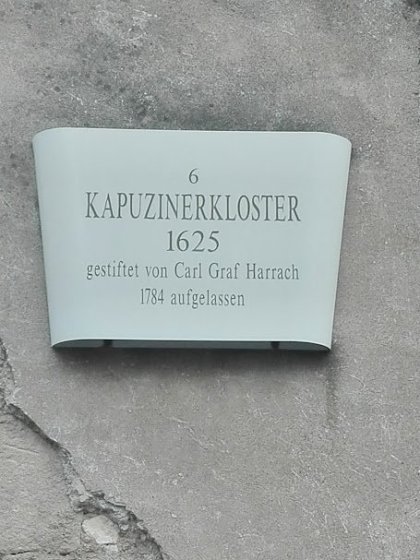 6
KAPUZINERKLOSTER
1625
gestiftet von Carl Graf Harrach
1784 aufgelassen